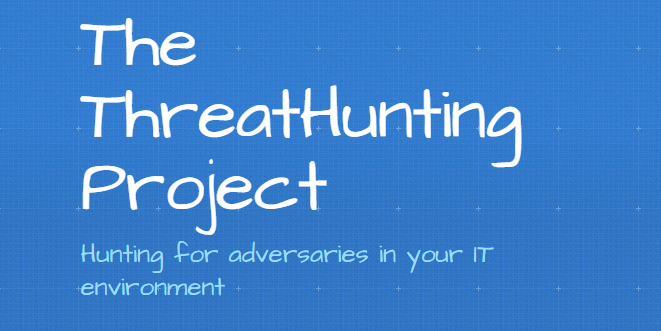 The
ThreatHunting
Project
Hunting for adversaries in your IT
environment